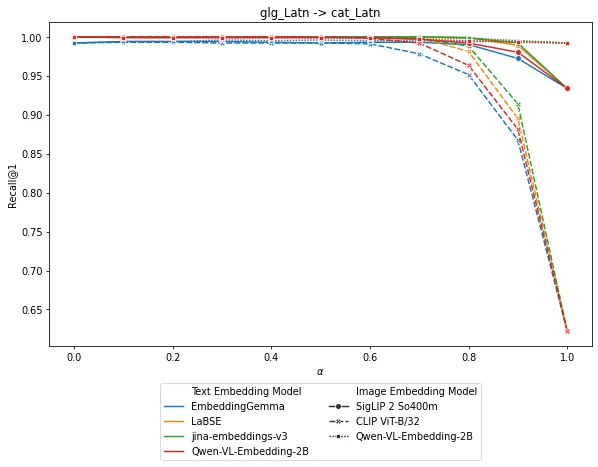 glg_Latn -> cat_Latn
Recall@1
1.00
0.95
0.90
0.85
0.80
0.75
0.70
0.65
0.0 0.2 0.4 0.6 0.8 1.0
α
Text Embedding Model
EmbeddingGemma
LaBSE
jina-embeddings-v3
Qwen-VL-Embedding-2B
Image Embedding Model
SigLIP 2 So400m
CLIP ViT-B/32
Qwen-VL-Embedding-2B